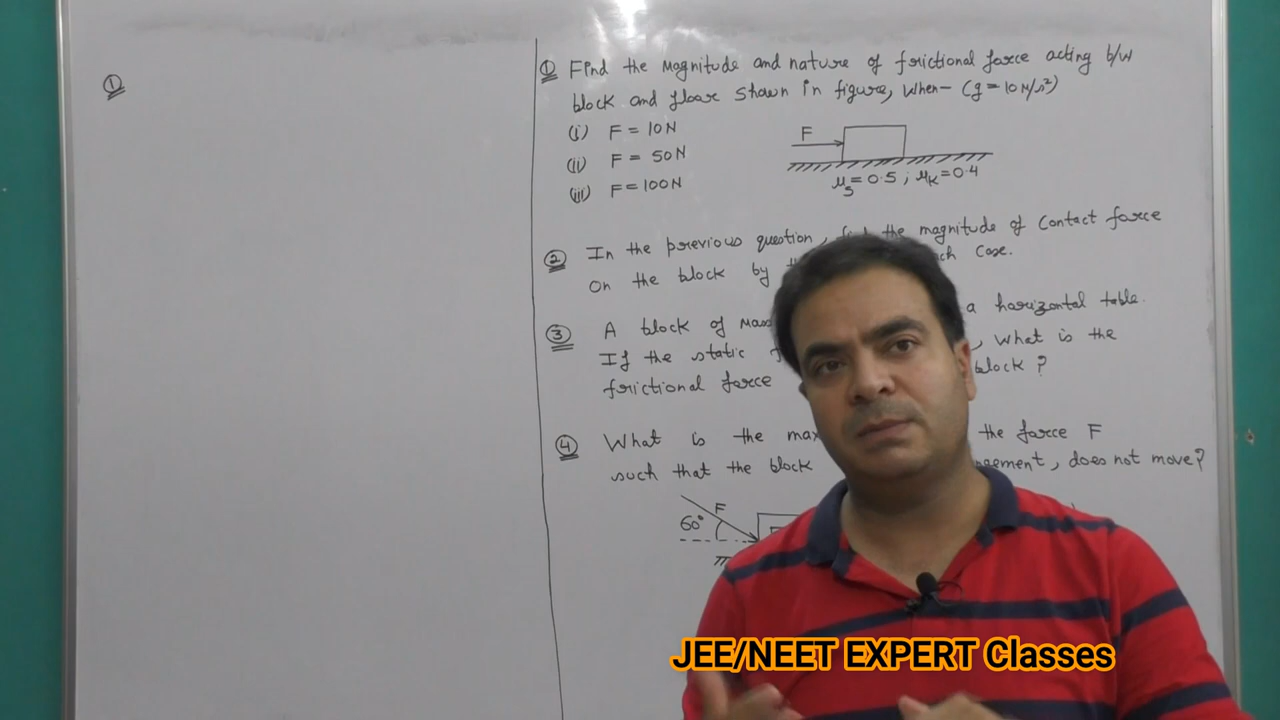 ①
① Find the Magnitude and nature of frictional force acting b/w
block and floor shown in figure, When- (g = 10 N/s²)
(i) F = 10N
(ii) F = 50N
(iii) F = 100N
F
μs = 0.5 ; μk = 0.4
② In the previous question, the magnitude of Contact force
On the block by Case.
③ A block of Mass a horizontal table.
If the static , What is the
frictional force block ?
④ What is the the force F
such that the block , does not move?
F
60°
JEE/NEET EXPERT Classes